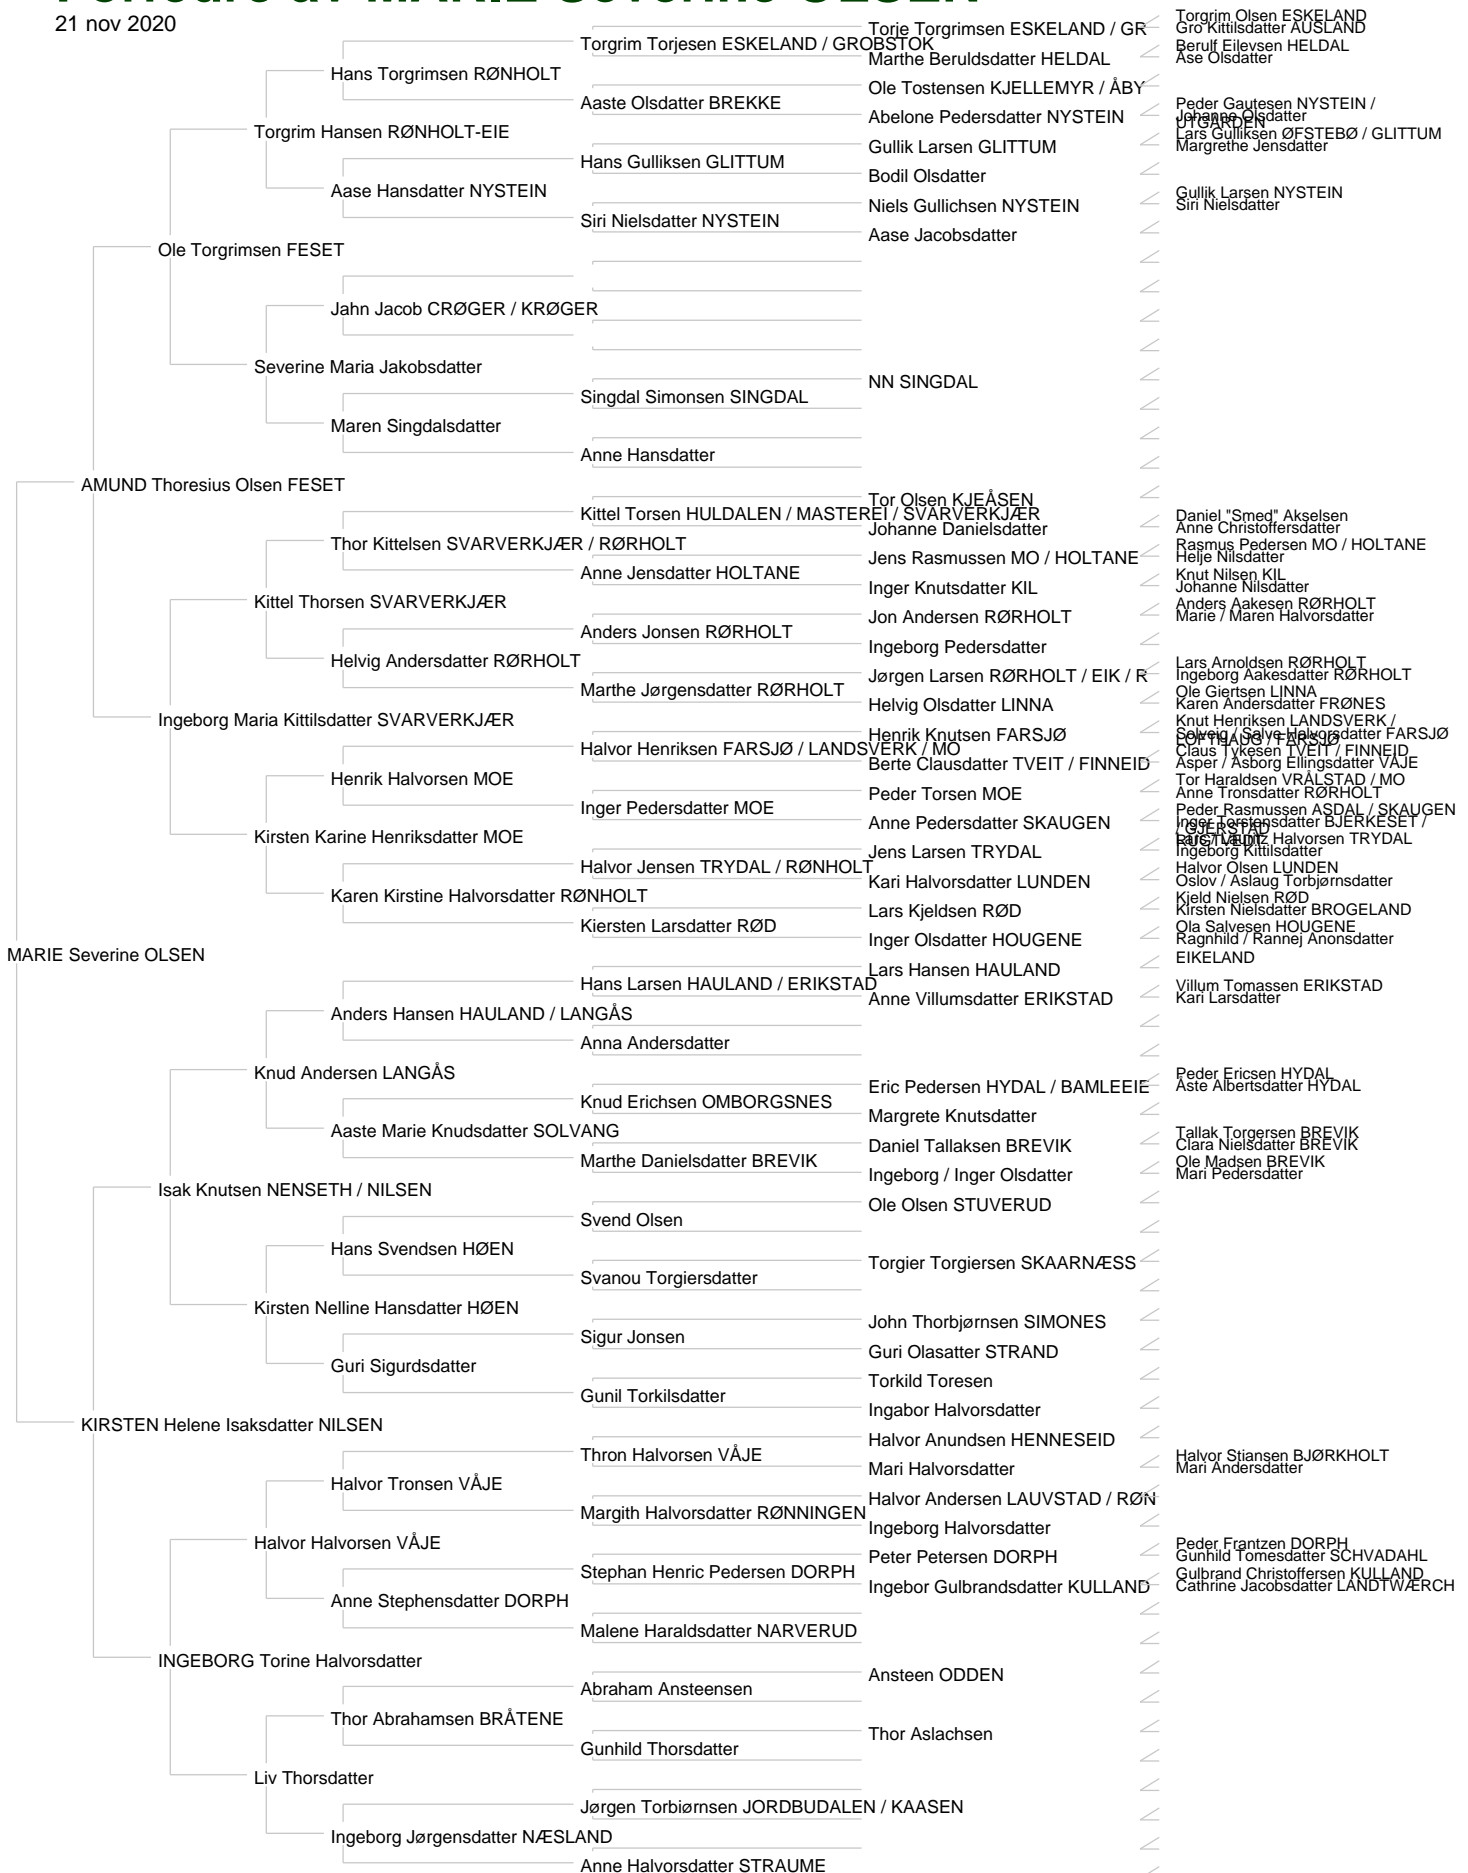 21 nov 2020
MARIE Severine OLSEN
AMUND Thoresius Olsen FESET
KIRSTEN Helene Isaksdatter NILSEN
Ole Torgrimsen FESET
Ingeborg Maria Kittilsdatter SVARVERKJÆR
Isak Knutsen NENSETH / NILSEN
INGEBORG Torine Halvorsdatter
Torgrim Hansen RØNHOLT-EIE
Severine Maria Jakobsdatter
Kittel Thorsen SVARVERKJÆR
Kirsten Karine Henriksdatter MOE
Knud Andersen LANGÅS
Kirsten Nelline Hansdatter HØEN
Halvor Halvorsen VÅJE
Liv Thorsdatter
Hans Torgrimsen RØNHOLT
Aase Hansdatter NYSTEIN
Jahn Jacob CRØGER / KRØGER
Maren Singdalsdatter
Thor Kittelsen SVARVERKJÆR / RØRHOLT
Helvig Andersdatter RØRHOLT
Henrik Halvorsen MOE
Karen Kirstine Halvorsdatter RØNHOLT
Anders Hansen HAULAND / LANGÅS
Aaste Marie Knudsdatter SOLVANG
Hans Svendsen HØEN
Guri Sigurdsdatter
Halvor Tronsen VÅJE
Anne Stephensdatter DORPH
Thor Abrahamsen BRÅTENE
Ingeborg Jørgensdatter NÆSLAND
Torgrim Torjesen ESKELAND / GROBSTOK
Aaste Olsdatter BREKKE
Hans Gulliksen GLITTUM
Siri Nielsdatter NYSTEIN
Singdal Simonsen SINGDAL
Anne Hansdatter
Kittel Torsen HULDALEN / MASTEREI / SVARVERKJÆR
Anne Jensdatter HOLTANE
Anders Jonsen RØRHOLT
Marthe Jørgensdatter RØRHOLT
Halvor Henriksen FARSJØ / LANDSVERK / MO
Inger Pedersdatter MOE
Halvor Jensen TRYDAL / RØNHOLT
Kiersten Larsdatter RØD
Hans Larsen HAULAND / ERIKSTAD
Anna Andersdatter
Knud Erichsen OMBORGSNES
Marthe Danielsdatter BREVIK
Svend Olsen
Svanou Torgiersdatter
Sigur Jonsen
Gunil Torkilsdatter
Thron Halvorsen VÅJE
Margith Halvorsdatter RØNNINGEN
Stephan Henric Pedersen DORPH
Malene Haraldsdatter NARVERUD
Abraham Ansteensen
Gunhild Thorsdatter
Jørgen Torbiørnsen JORDBUDALEN / KAASEN
Anne Halvorsdatter STRAUME
Torje Torgrimsen ESKELAND / GR
Marthe Beruldsdatter HELDAL
Ole Tostensen KJELLEMYR / ÅBY
Abelone Pedersdatter NYSTEIN
Gullik Larsen GLITTUM
Bodil Olsdatter
Niels Gullichsen NYSTEIN
Aase Jacobsdatter
NN SINGDAL
Tor Olsen KJEÅSEN
Johanne Danielsdatter
Jens Rasmussen MO / HOLTANE
Inger Knutsdatter KIL
Jon Andersen RØRHOLT
Ingeborg Pedersdatter
Jørgen Larsen RØRHOLT / EIK / R
Helvig Olsdatter LINNA
Henrik Knutsen FARSJØ
Berte Clausdatter TVEIT / FINNEID
Peder Torsen MOE
Anne Pedersdatter SKAUGEN
Jens Larsen TRYDAL
Kari Halvorsdatter LUNDEN
Lars Kjeldsen RØD
Inger Olsdatter HOUGENE
Lars Hansen HAULAND
Anne Villumsdatter ERIKSTAD
Eric Pedersen HYDAL / BAMLEEIE
Margrete Knutsdatter
Daniel Tallaksen BREVIK
Ingeborg / Inger Olsdatter
Ole Olsen STUVERUD
Torgier Torgiersen SKAARNÆSS
John Thorbjørnsen SIMONES
Guri Olasatter STRAND
Torkild Toresen
Ingabor Halvorsdatter
Halvor Anundsen HENNESEID
Mari Halvorsdatter
Halvor Andersen LAUVSTAD / RØN
Ingeborg Halvorsdatter
Peter Petersen DORPH
Ingebor Gulbrandsdatter KULLAND
Ansteen ODDEN
Thor Aslachsen
Torgrim Olsen ESKELAND
Gro Kittilsdatter AUSLAND
Berulf Eilevsen HELDAL
Åse Olsdatter
Peder Gautesen NYSTEIN /
UTGÅRDEN
Johanne Olsdatter
Lars Gulliksen ØFSTEBØ / GLITTUM
Margrethe Jensdatter
Gullik Larsen NYSTEIN
Siri Nielsdatter
Daniel "Smed" Akselsen
Anne Christoffersdatter
Rasmus Pedersen MO / HOLTANE
Helje Nilsdatter
Knut Nilsen KIL
Johanne Nilsdatter
Anders Aakesen RØRHOLT
Marie / Maren Halvorsdatter
Lars Arnoldsen RØRHOLT
Ingeborg Aakesdatter RØRHOLT
Ole Giertsen LINNA
Karen Andersdatter FRØNES
Knut Henriksen LANDSVERK /
LOFTHAUG / FARSJØ
Solveig / Salve Halvorsdatter FARSJØ
Claus Tykesen TVEIT / FINNEID
Asper / Asborg Ellingsdatter VÅJE
Tor Haraldsen VRÅLSTAD / MO
Anne Tronsdatter RØRHOLT
Peder Rasmussen ASDAL / SKAUGEN
/ GJERSTAD
Inger Torstensdatter BJERKESET /
RUGTVEDT
Halvorsen TRYDAL
Ingeborg Kittilsdatter
Halvor Olsen LUNDEN
Oslov / Aslaug Torbjørnsdatter
Kjeld Nielsen RØD
Kirsten Nielsdatter BROGELAND
Ola Salvesen HOUGENE
Ragnhild / Rannej Anonsdatter
EIKELAND
Villum Tomassen ERIKSTAD
Kari Larsdatter
Peder Ericsen HYDAL
Åste Albertsdatter HYDAL
Tallak Torgersen BREVIK
Clara Nielsdatter BREVIK
Ole Madsen BREVIK
Mari Pedersdatter
Halvor Stiansen BJØRKHOLT
Mari Andersdatter
Peder Frantzen DORPH
Gunhild Tomesdatter SCHVADAHL
Gulbrand Christoffersen KULLAND
Cathrine Jacobsdatter LANDTWÆRCH